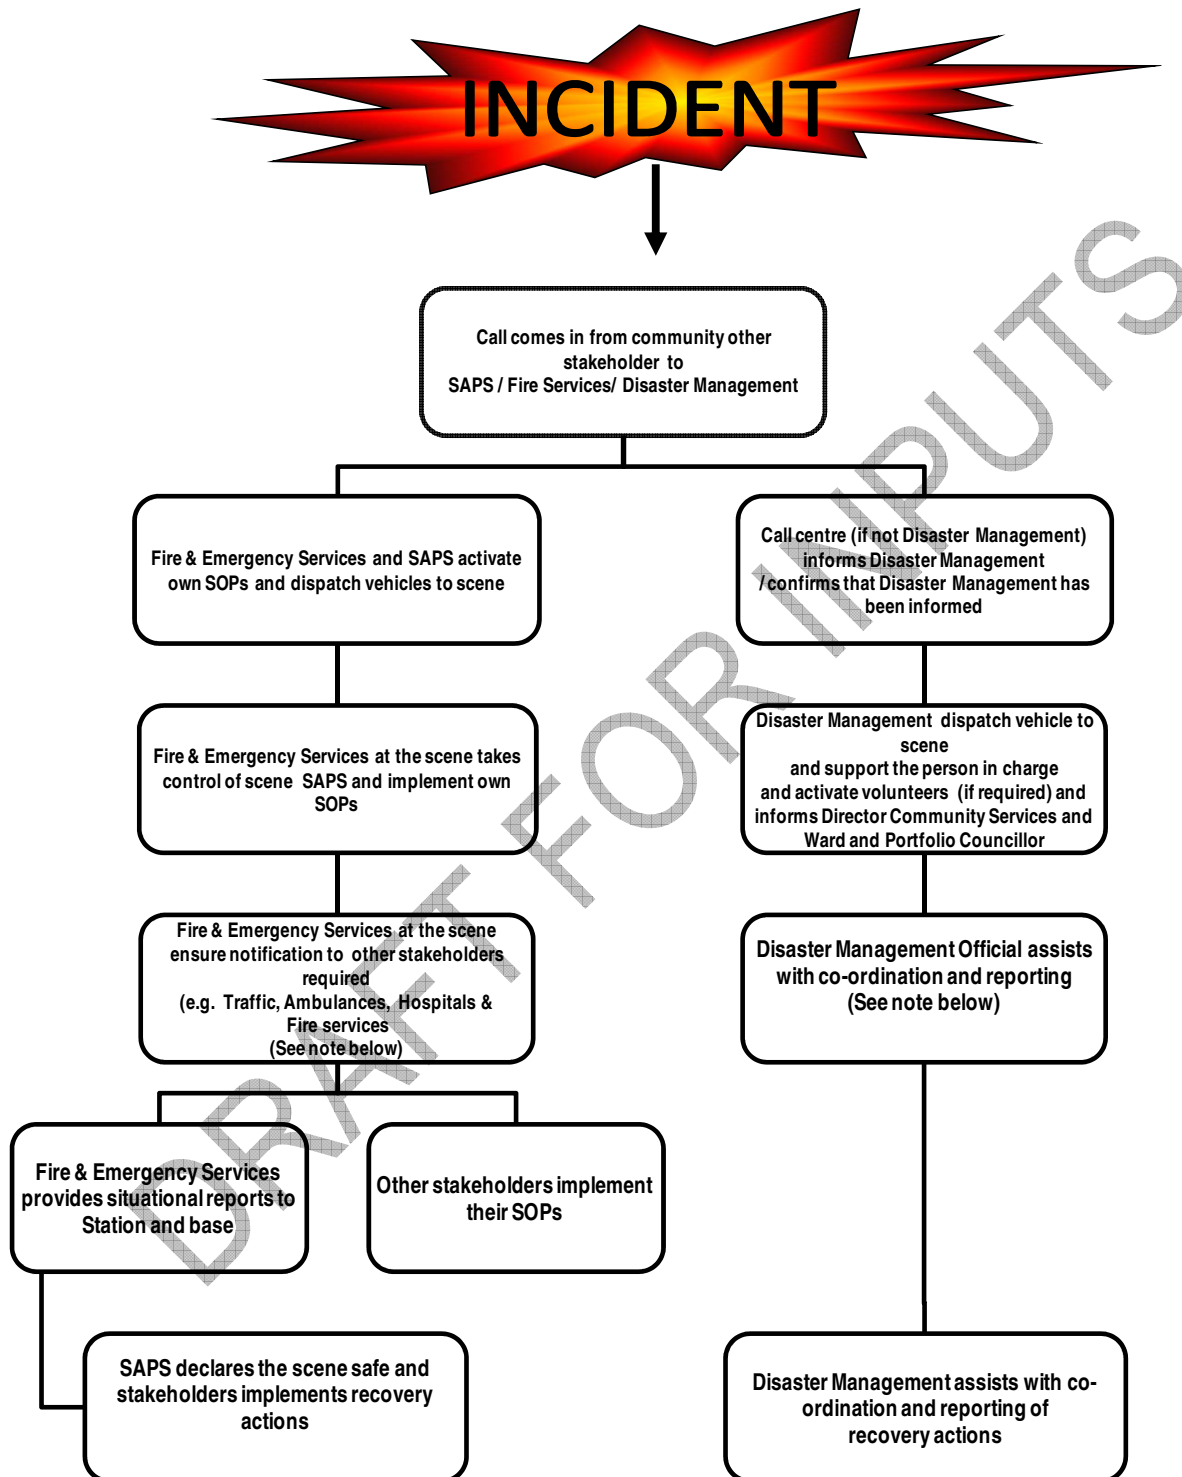 INCIDENT
Call comes in from community other
stakeholder to
SAPS / Fire Services/ Disaster Management
Fire & Emergency Services and SAPS activate
own SOPs and dispatch vehicles to scene
Call centre (if not Disaster Management)
informs Disaster Management
/ confirms that Disaster Management has
been informed
Fire & Emergency Services at the scene takes
control of scene SAPS and implement own
SOPs
Disaster Management dispatch vehicle to
scene
and support the person in charge
and activate volunteers (if required) and
informs Director Community Services and
Ward and Portfolio Councillor
Fire & Emergency Services at the scene
ensure notification to other stakeholders
required
(e.g. Traffic, Ambulances, Hospitals &
Fire services
(See note below)
Disaster Management Official assists
with co-ordination and reporting
(See note below)
Fire & Emergency Services
provides situational reports to
Station and base
Other stakeholders implement
their SOPs
SAPS declares the scene safe and
stakeholders implements recovery
actions
Disaster Management assists with co-
ordination and reporting of
recovery actions
DRAFT FOR INPUTS